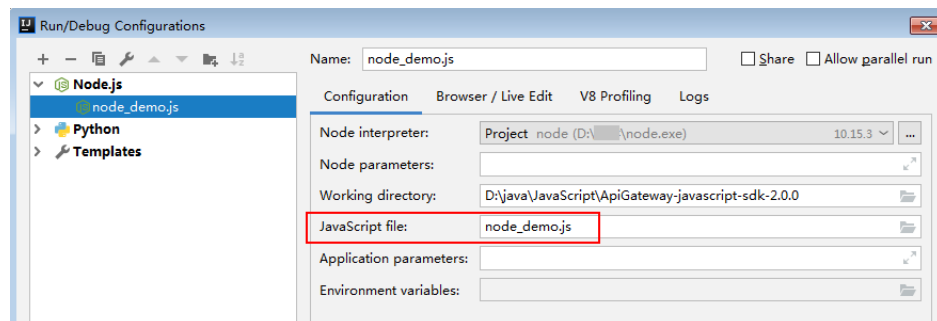 Run/Debug Configurations
Name: node_demo.js Share Allow parallel run
Node.js
node_demo.js
Python
Templates
Configuration Browser / Live Edit V8 Profiling Logs
Node interpreter: Project node (D:\ \node.exe) 10.15.3 ...
Node parameters:
Working directory: D:\java\JavaScript\ApiGateway-javascript-sdk-2.0.0
JavaScript file: node_demo.js
Application parameters:
Environment variables: